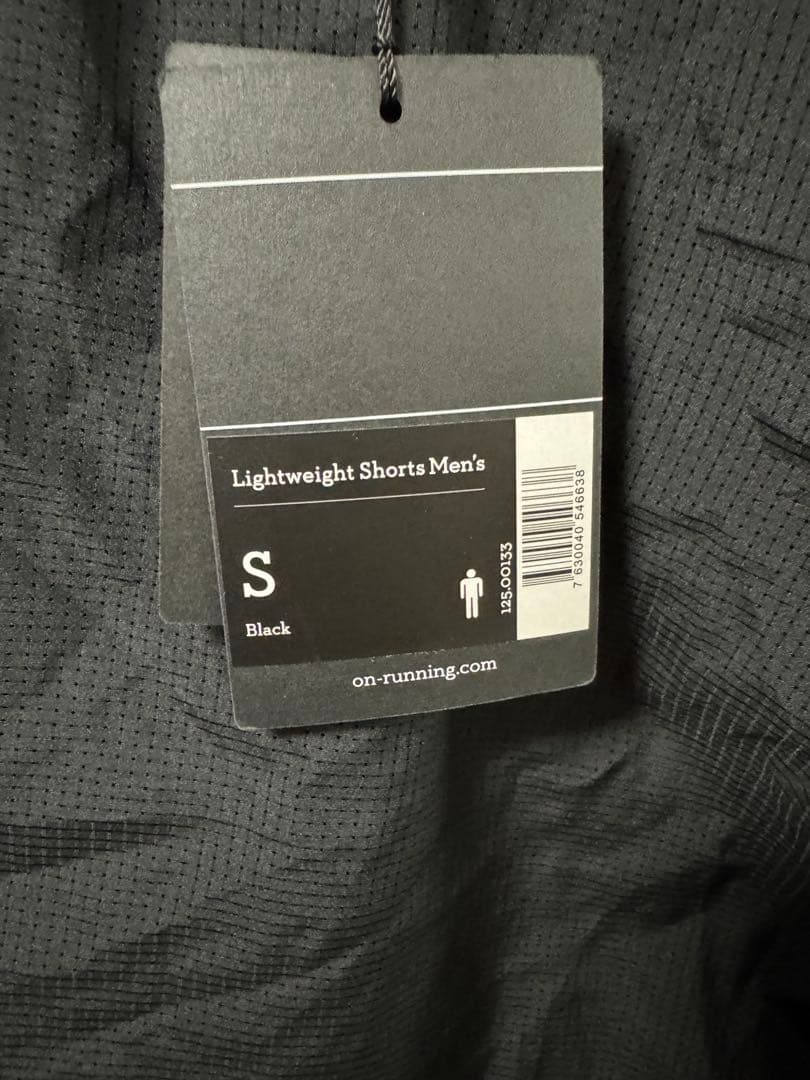 Lightweight Shorts Men's
S
Black
125.00133
7 630040 546638
on-running.com